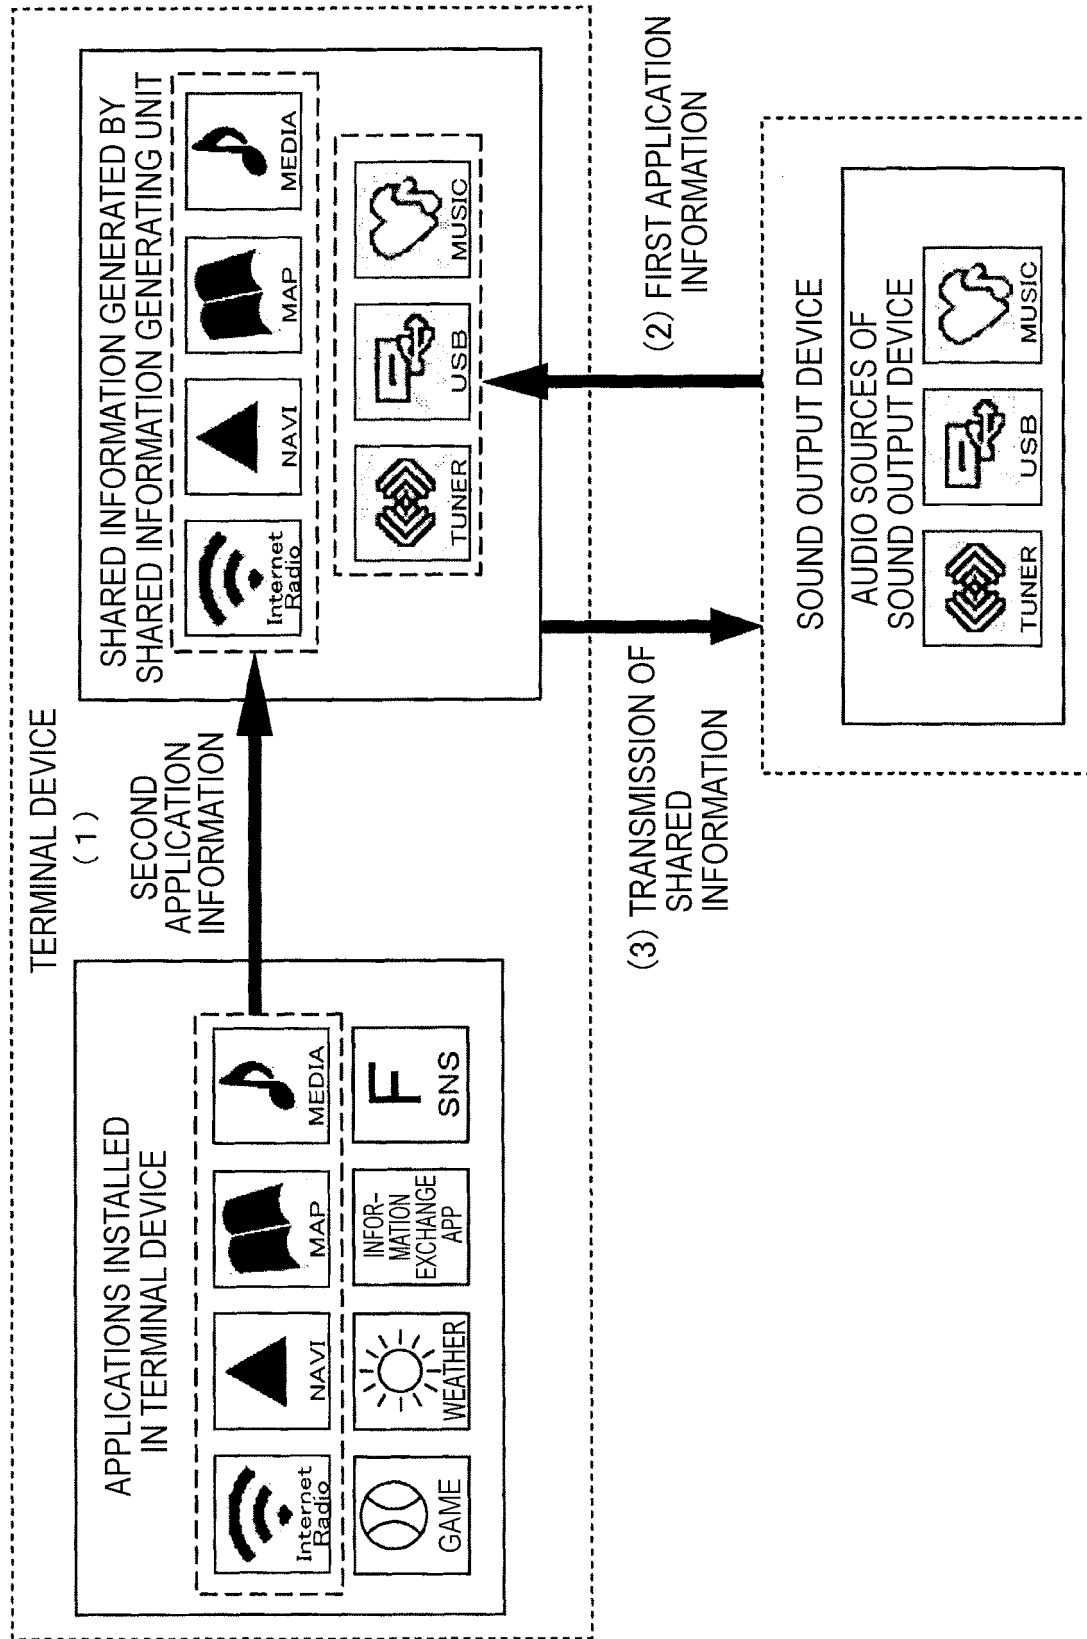 TERMINAL DEVICE
APPLICATIONS INSTALLED
IN TERMINAL DEVICE
Internet
Radio
NAVI
MAP
MEDIA
GAME
WEATHER
INFOR-
MATION
EXCHANGE
APP
F
SNS
(1)
SECOND
APPLICATION
INFORMATION
SHARED INFORMATION GENERATED BY
SHARED INFORMATION GENERATING UNIT
Internet
Radio
NAVI
MAP
MEDIA
TUNER
USB
MUSIC
(3) TRANSMISSION OF
SHARED
INFORMATION
(2) FIRST APPLICATION
INFORMATION
SOUND OUTPUT DEVICE
AUDIO SOURCES OF
SOUND OUTPUT DEVICE
TUNER
USB
MUSIC